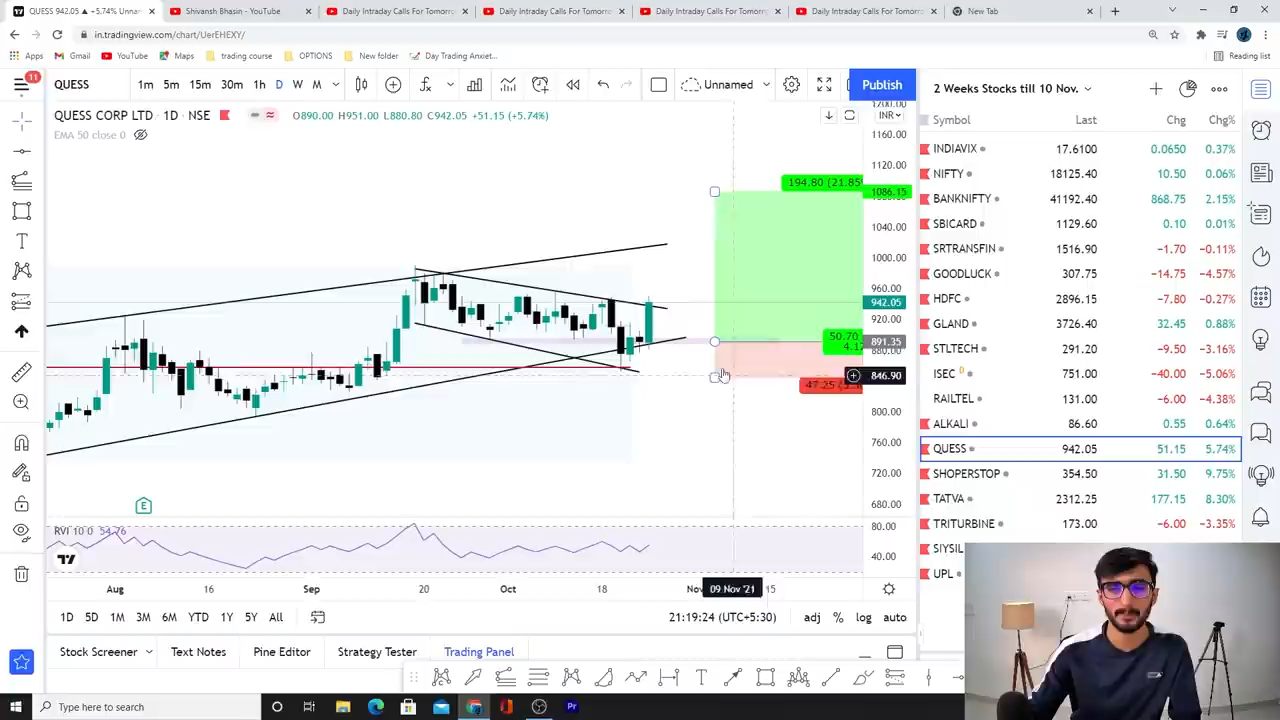 QUESS 942.05 ▲ +5.74% Unnam
Shivansh Bhasin - YouTube
Daily Intraday Calls For Tomorro
Daily Intraday Calls For Tomorro
Daily Intraday Calls For Tomorro
Daily Intraday Calls For Tomorro
New Tab
in.tradingview.com/chart/UerEHEXY/
Apps
Gmail
YouTube
Maps
trading course
OPTIONS
New folder
Day Trading Anxiet...
Reading list
11
QUESS
1m 5m 15m 30m 1h D W M
Unnamed
Publish
2 Weeks Stocks till 10 Nov.
QUESS CORP LTD · 1D · NSE
O890.00 H951.00 L880.80 C942.05 +51.15 (+5.74%)
EMA 50 close 0
INR
Symbol Last Chg Chg%
INDIAVIX 17.6100 0.0650 0.37%
NIFTY 18125.40 10.50 0.06%
BANKNIFTY 41192.40 868.75 2.15%
SBICARD 1129.60 0.10 0.01%
SRTRANSFIN 1516.90 −1.70 −0.11%
GOODLUCK 307.75 −14.75 −4.57%
HDFC 2896.15 −7.80 −0.27%
GLAND 3726.40 32.45 0.88%
STLTECH 291.20 −9.50 −3.16%
ISEC D 751.00 −40.00 −5.06%
RAILTEL 131.00 −6.00 −4.38%
ALKALI 86.60 0.55 0.64%
QUESS 942.05 51.15 5.74%
SHOPERSTOP 354.50 31.50 9.75%
TATVA 2312.25 177.15 8.30%
TRITURBINE 173.00 −6.00 −3.35%
SIYSIL
UPL
1200.00
1160.00
1120.00
194.80 (21.85%
1086.15
1040.00
1000.00
960.00
942.05
920.00
50.70
891.35
880.00
846.90
800.00
760.00
720.00
680.00
E
RVI 10 0 54.76
80.00
40.00
Aug 16 Sep 20 Oct 18 Nov 09 Nov '21 15
1D 5D 1M 3M 6M YTD 1Y 5Y All
21:19:24 (UTC+5:30)
adj % log auto
Stock Screener
Text Notes
Pine Editor
Strategy Tester
Trading Panel
Type here to search
Pr